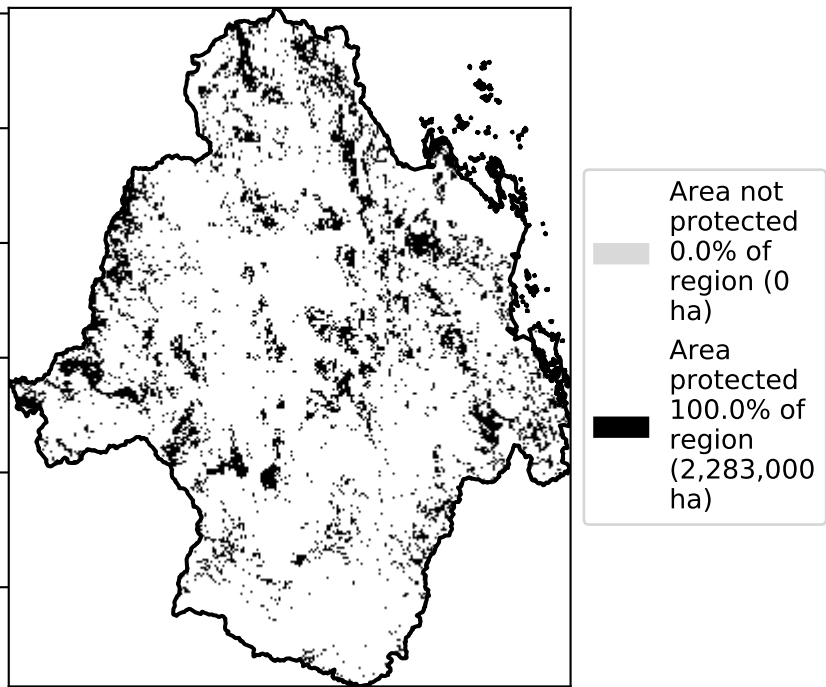 Area not
protected
0.0% of
region (0
ha)
Area
protected
100.0% of
region
(2,283,000
ha)